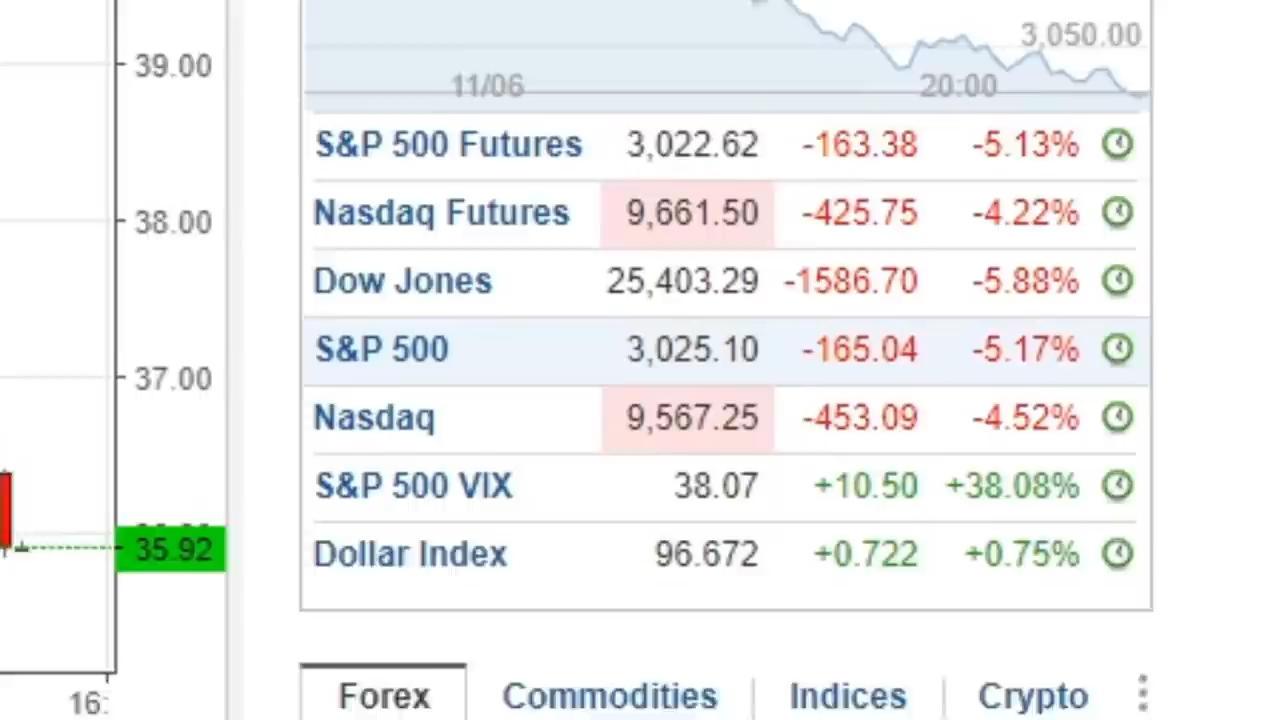 39.00
38.00
37.00
35.92
16:
3,050.00
11/06 20:00
S&P 500 Futures 3,022.62 -163.38 -5.13%
Nasdaq Futures 9,661.50 -425.75 -4.22%
Dow Jones 25,403.29 -1586.70 -5.88%
S&P 500 3,025.10 -165.04 -5.17%
Nasdaq 9,567.25 -453.09 -4.52%
S&P 500 VIX 38.07 +10.50 +38.08%
Dollar Index 96.672 +0.722 +0.75%
Forex Commodities Indices Crypto